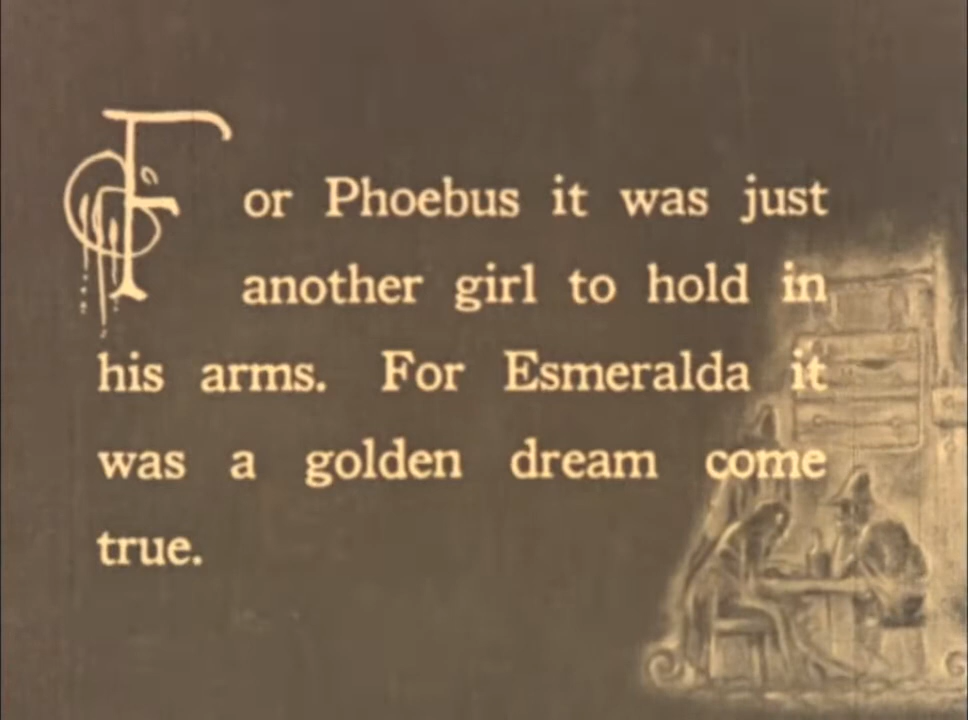 For Phoebus it was just
another girl to hold in
his arms. For Esmeralda it
was a golden dream come
true.